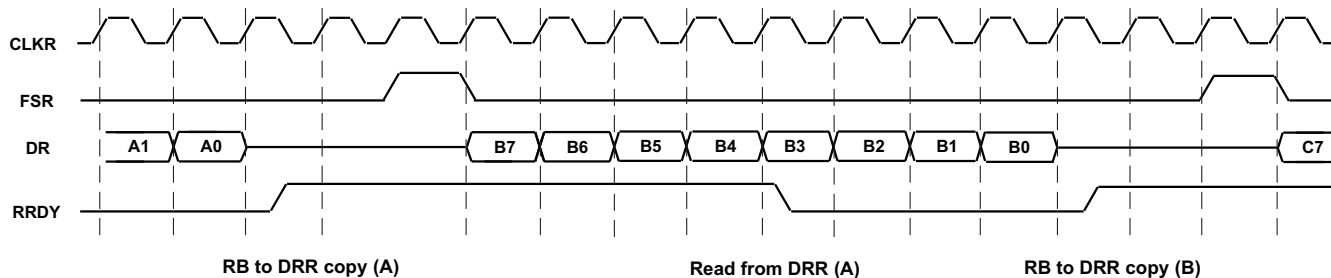 CLKR
FSR
DR A1 A0 B7 B6 B5 B4 B3 B2 B1 B0 C7
RRDY
RB to DRR copy (A) Read from DRR (A) RB to DRR copy (B)